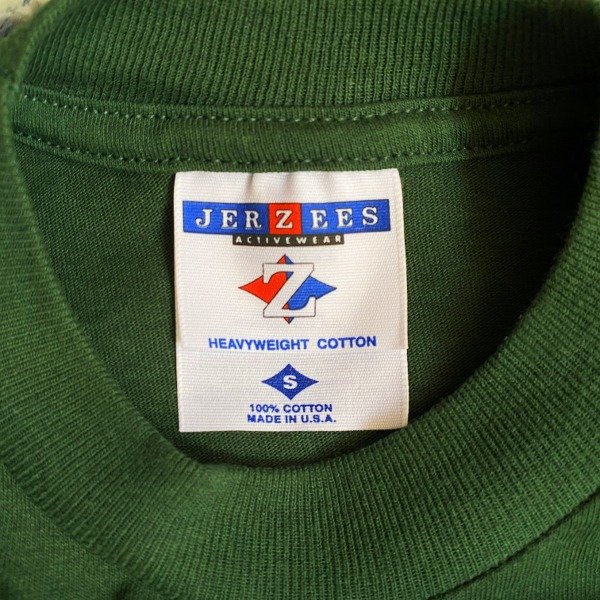 JERZEES
ACTIVEWEAR
Z
HEAVYWEIGHT COTTON
S
100% COTTON
MADE IN U.S.A.